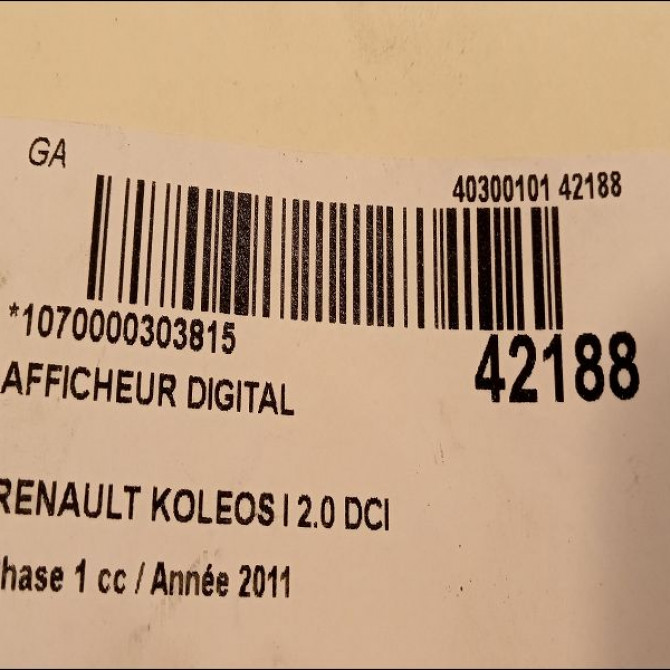 GA
40300101 42188
*1070000303815
42188
AFFICHEUR DIGITAL
RENAULT KOLEOS I 2.0 DCI
hase 1 cc / Année 2011